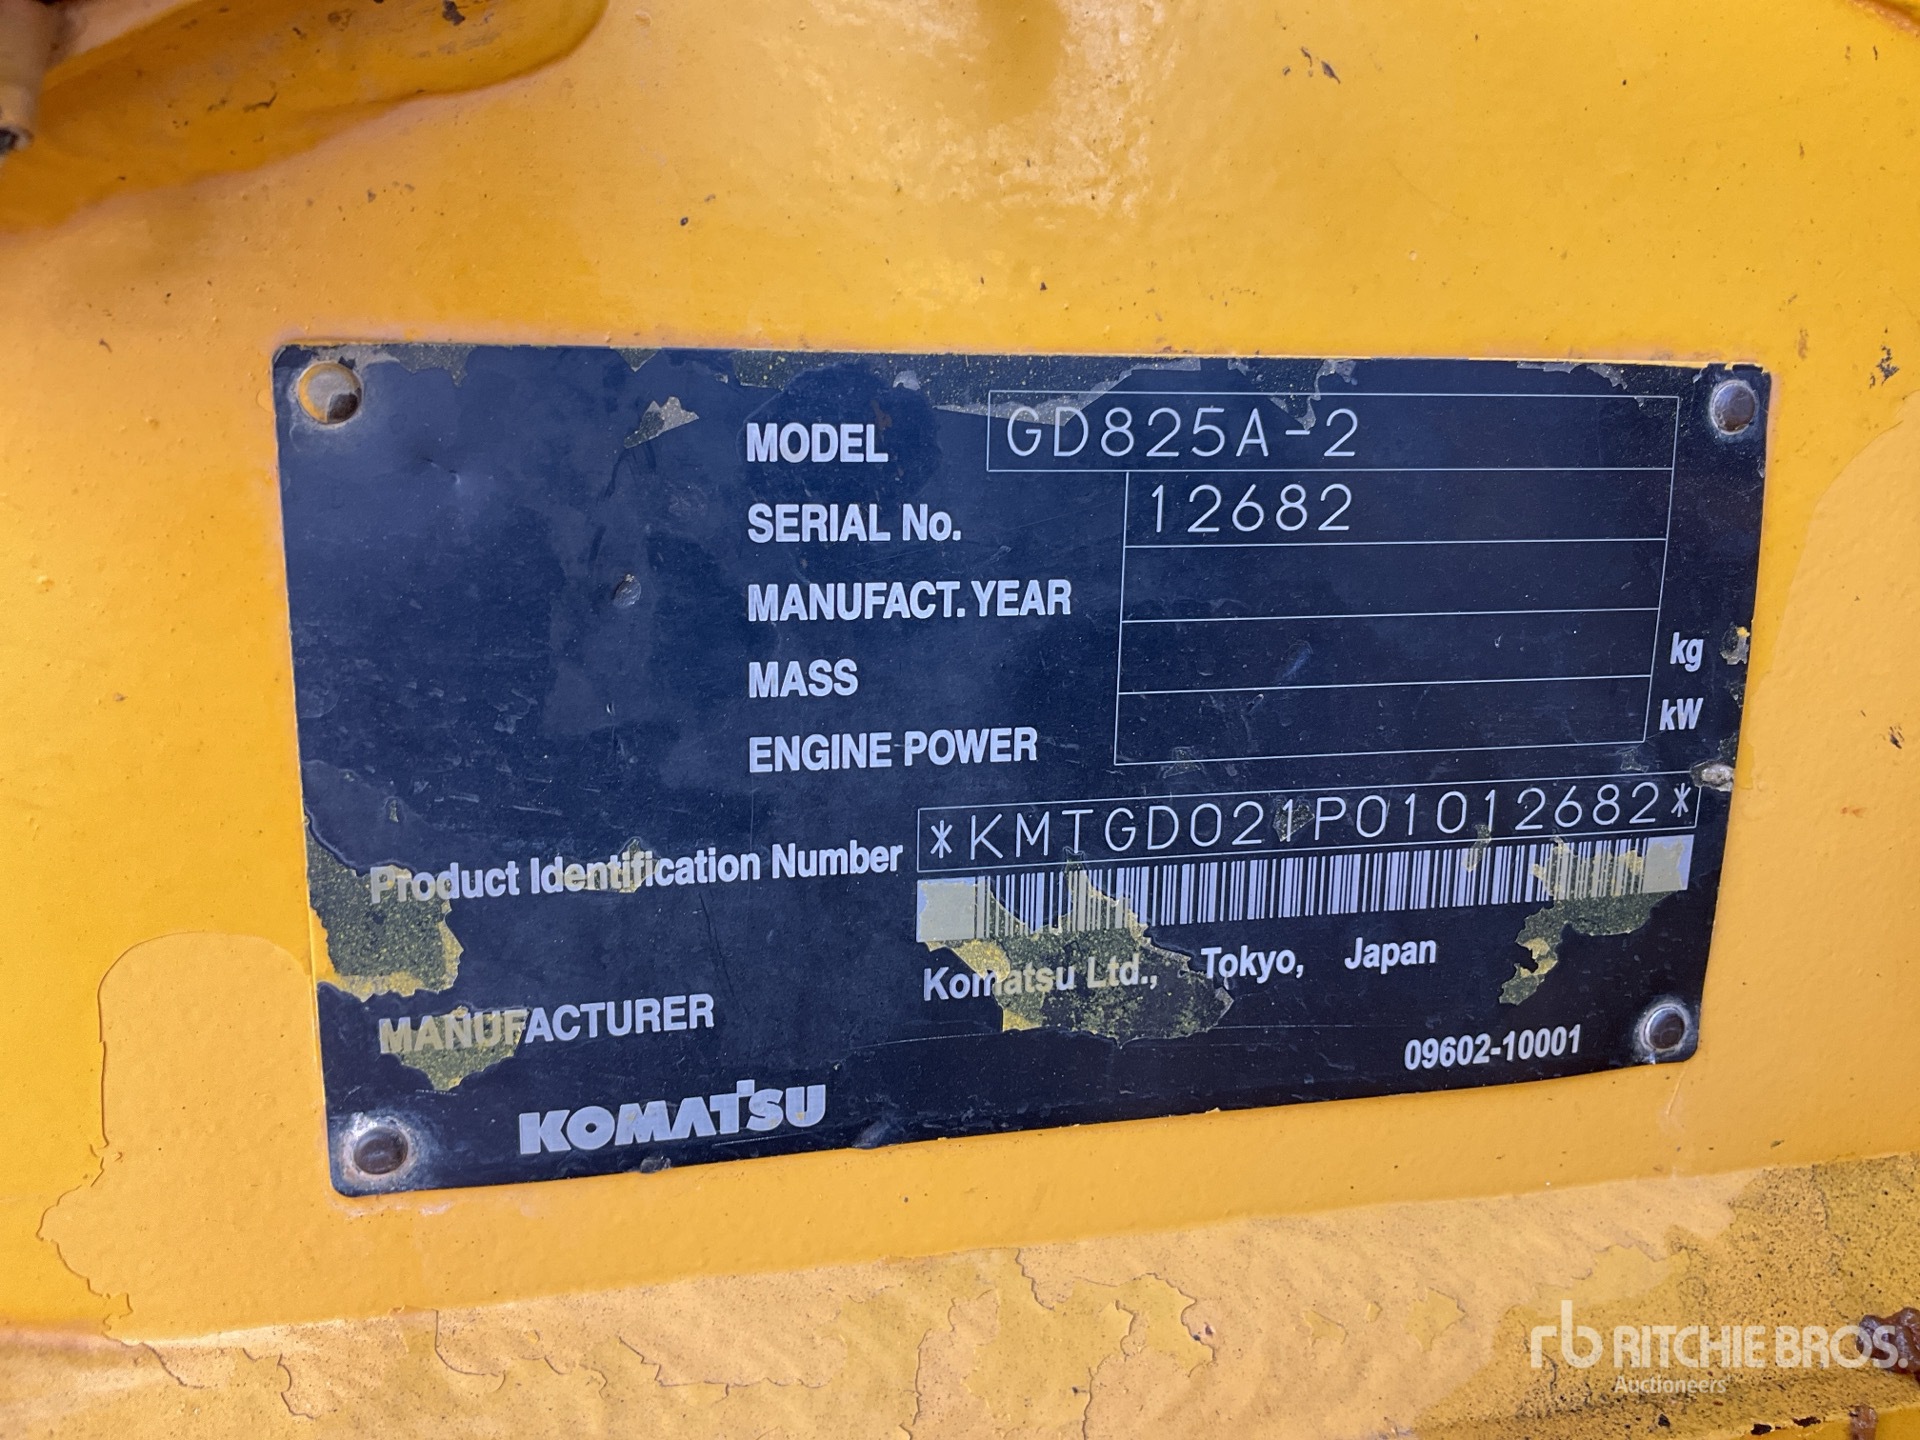 MODEL GD825A-2
SERIAL No. 12682
MANUFACT. YEAR
MASS kg
ENGINE POWER kW
Product Identification Number *KMTGD021P01012682*
MANUFACTURER Komatsu Ltd., Tokyo, Japan
KOMATSU 09602-10001
rb RITCHIE BROS.
Auctioneers